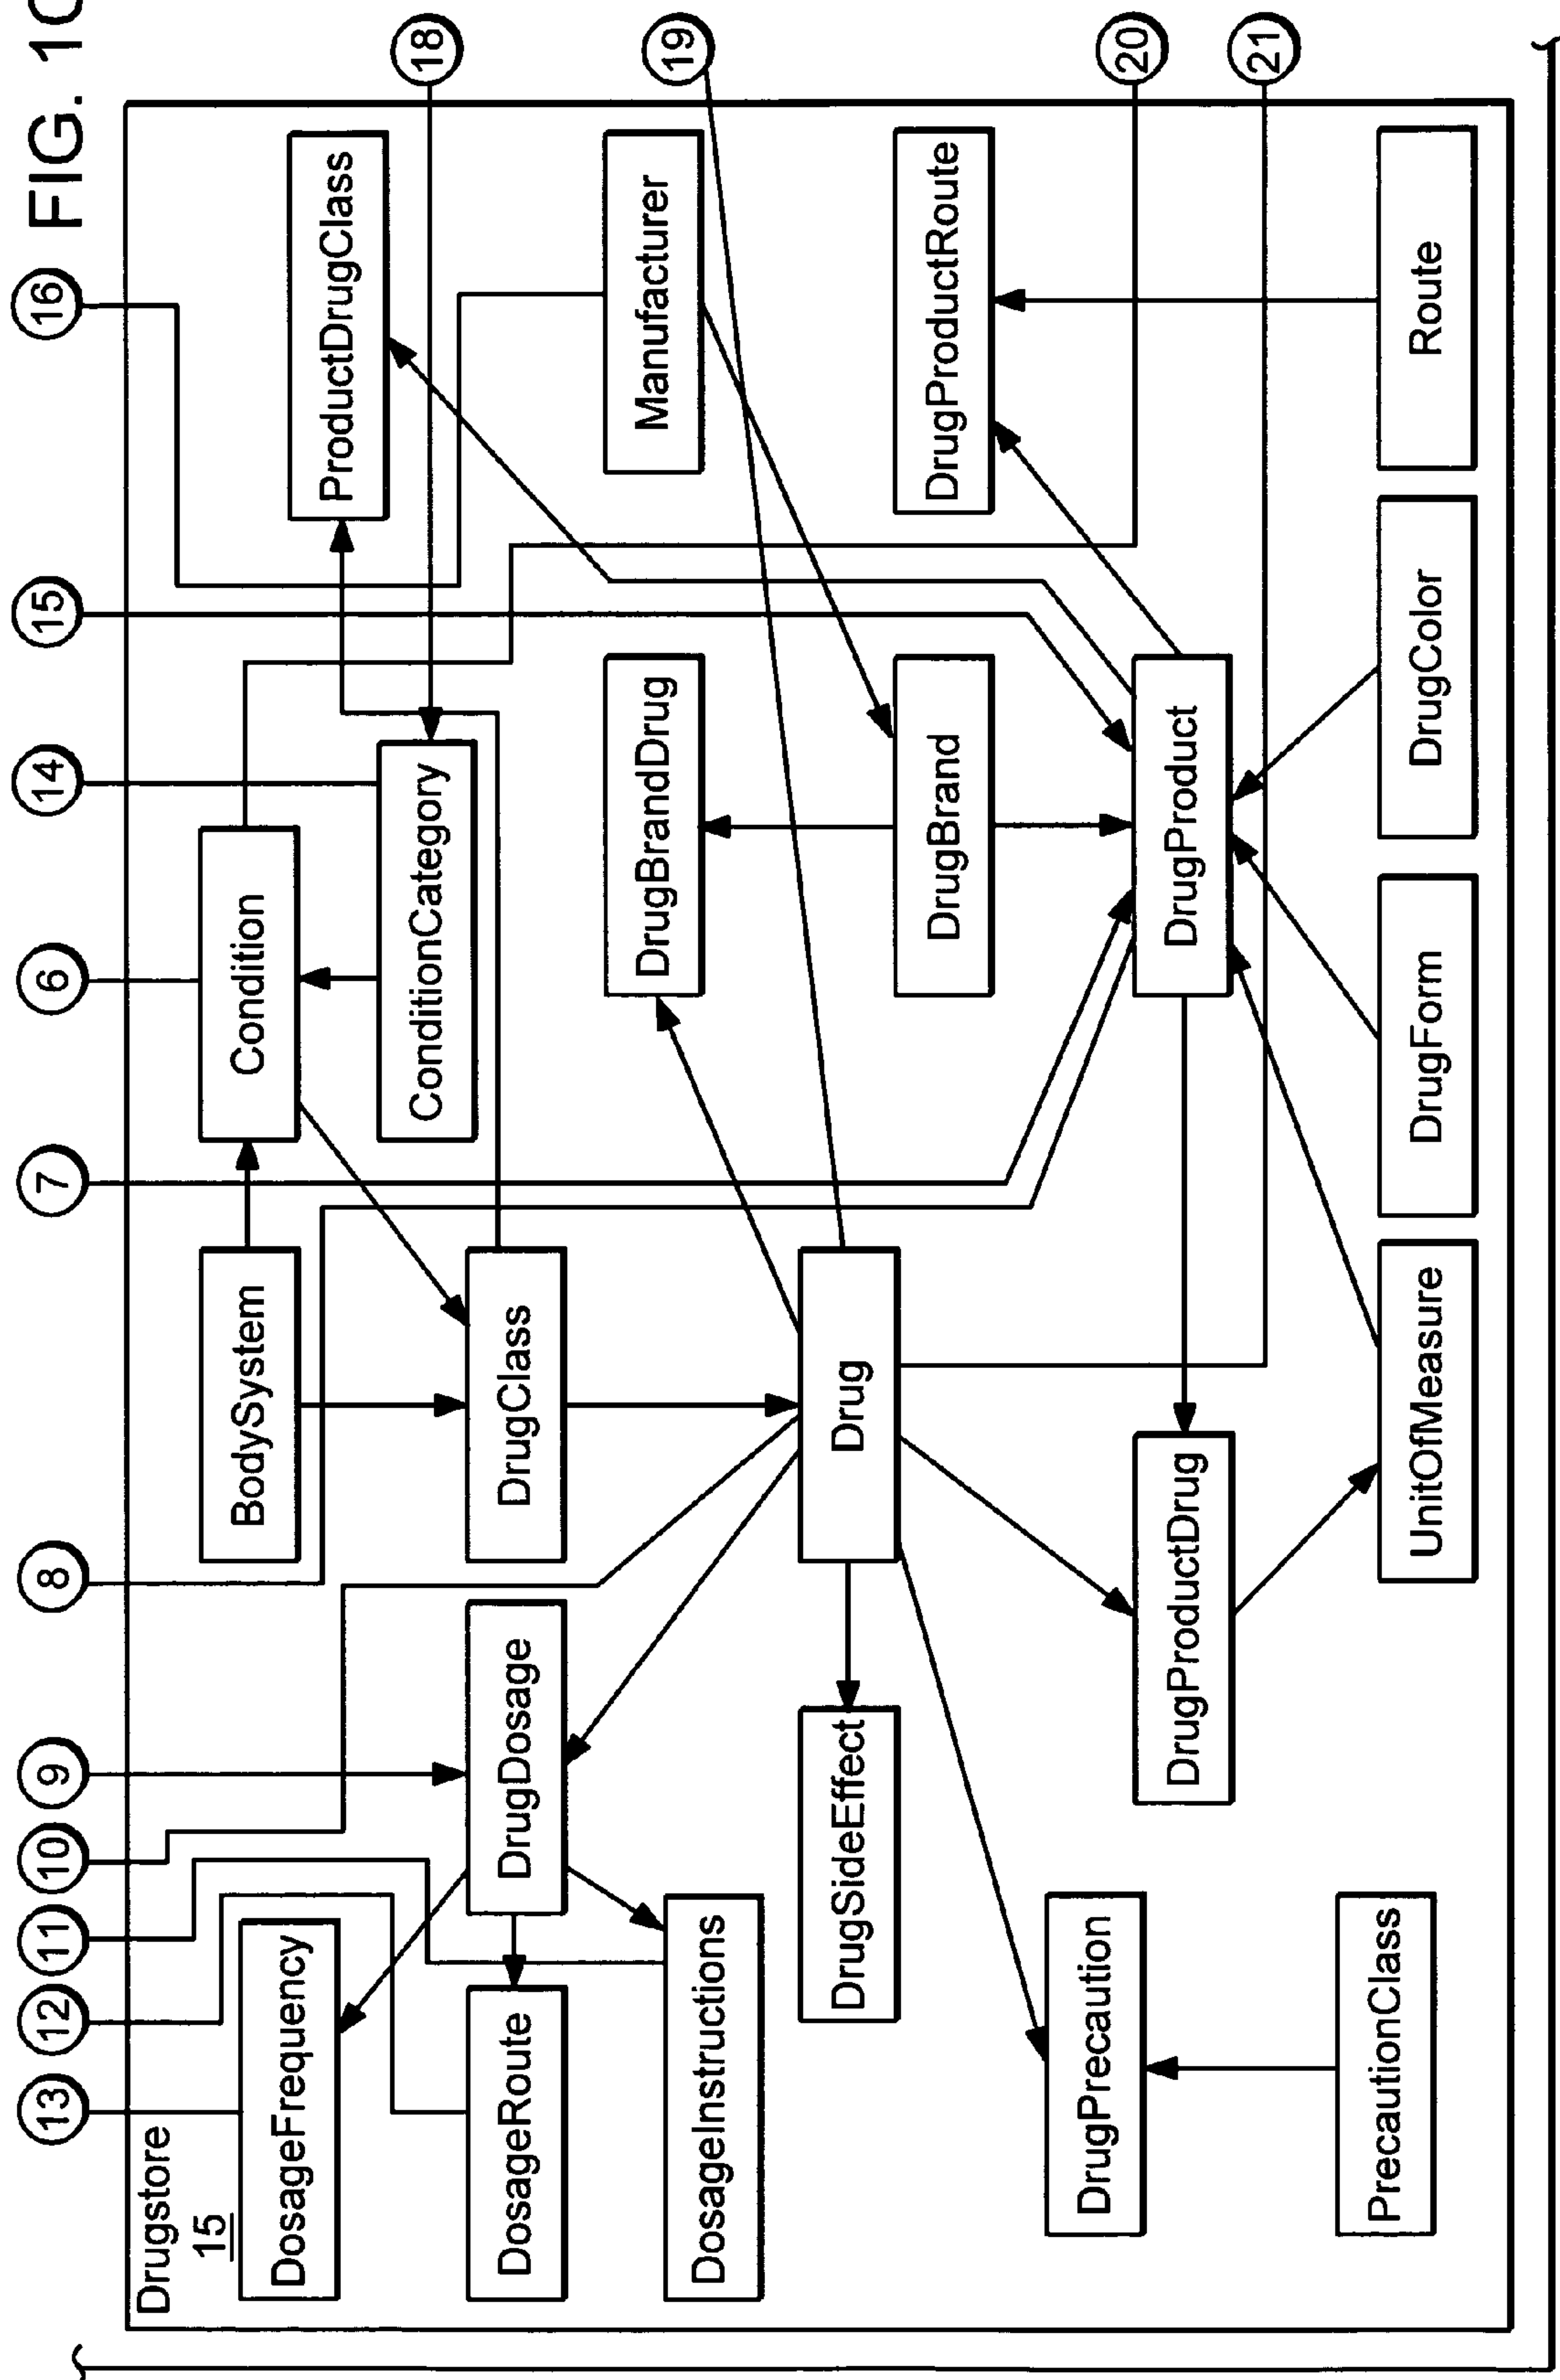 FIG. 1C
13
12
11
10
9
8
7
6
14
15
16
Drugstore
15
DosageFrequency
BodySystem
Condition
ProductDrugClass
ConditionCategory
18
DosageRoute
DrugDosage
DrugClass
DrugBrandDrug
Manufacturer
19
DosageInstructions
DrugSideEffect
Drug
DrugBrand
DrugProductRoute
DrugPrecaution
DrugProductDrug
DrugProduct
20
21
PrecautionClass
UnitOfMeasure
DrugForm
DrugColor
Route